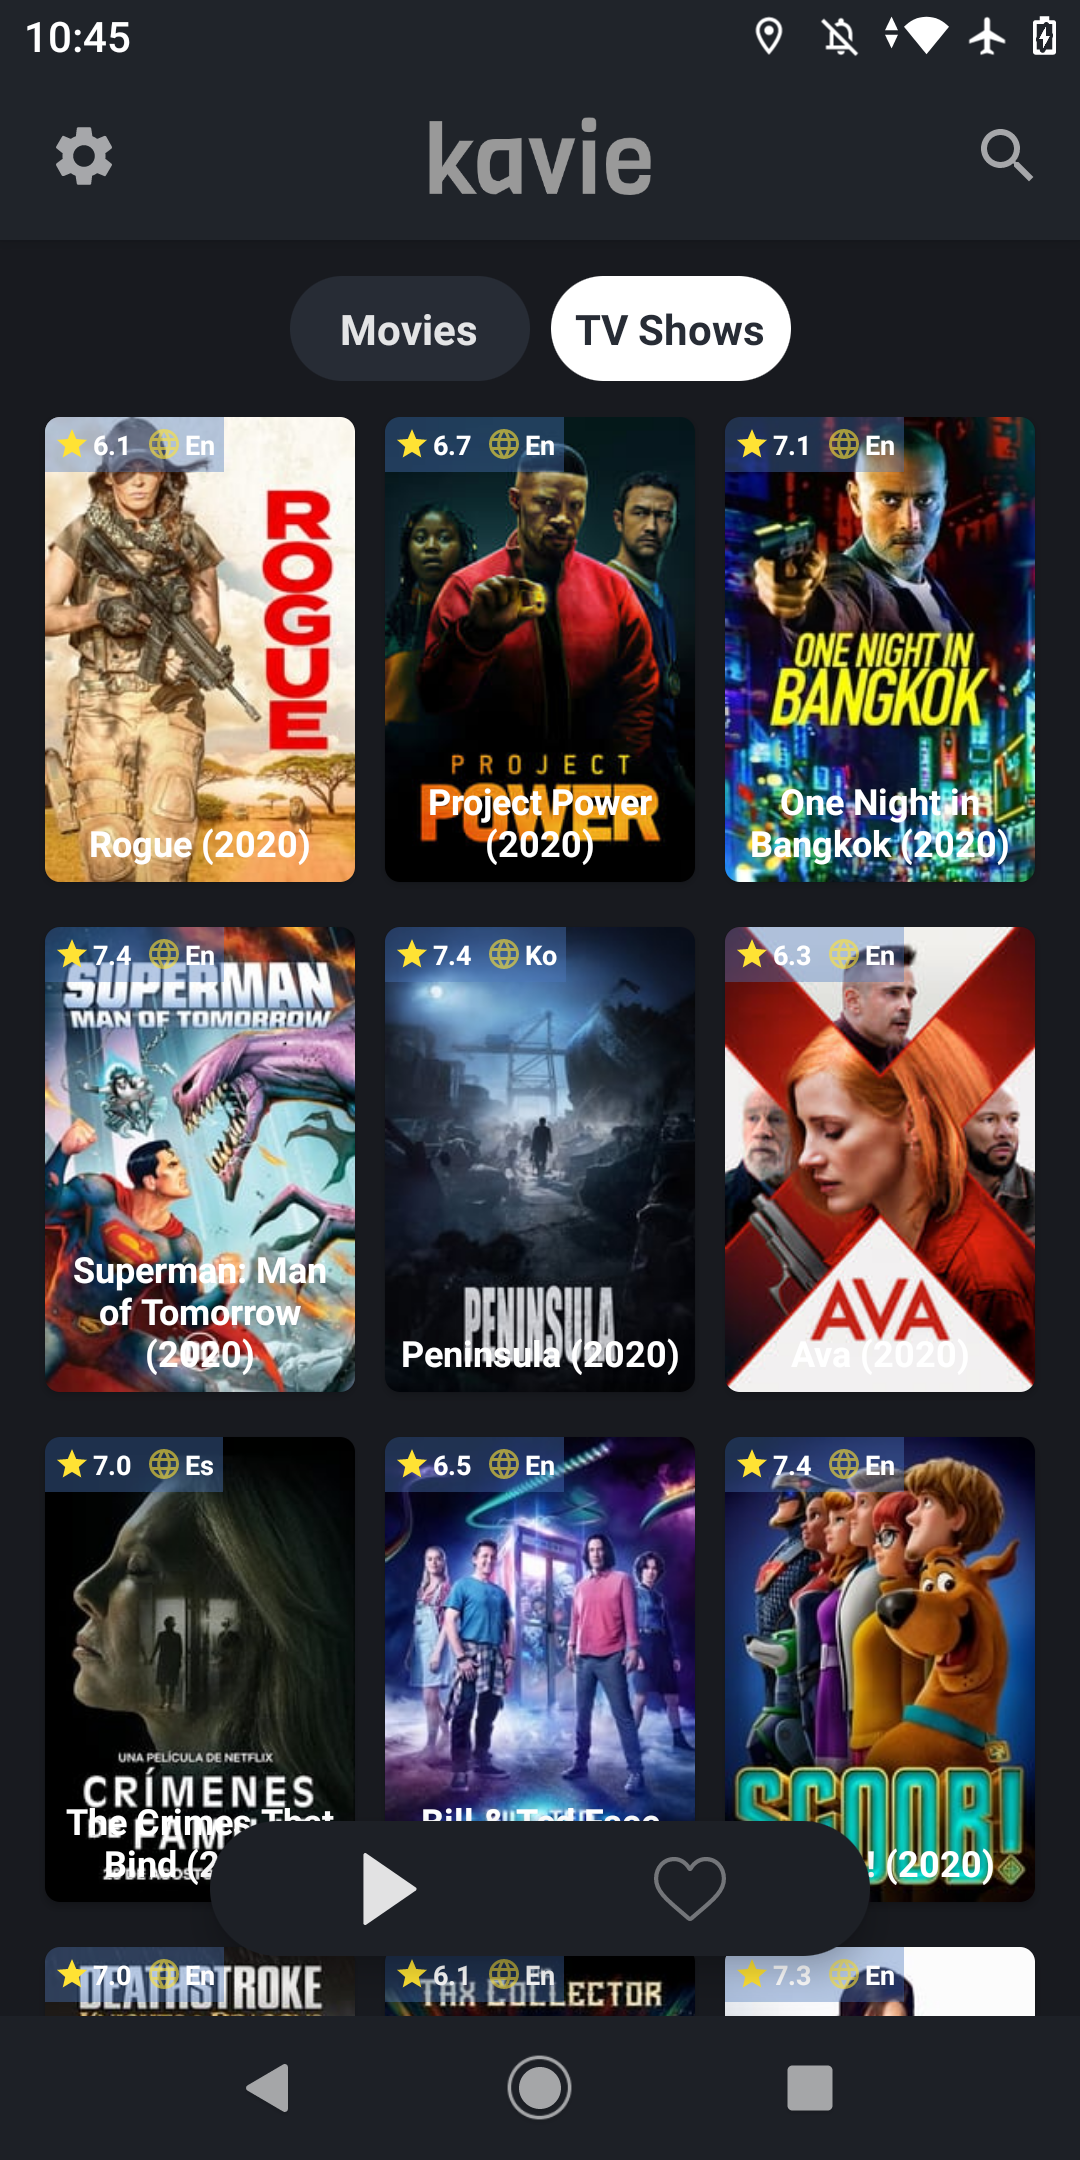 10:45
kavie
Movies
TV Shows
6.1 En
ROGUE
Rogue (2020)
6.7 En
PROJECT
POWER
Project Power
(2020)
7.1 En
ONE NIGHT IN
BANGKOK
One Night in
Bangkok (2020)
7.4 En
SUPERMAN
MAN OF TOMORROW
Superman: Man
of Tomorrow
(2020)
7.4 Ko
PENINSULA
Peninsula (2020)
6.3 En
AVA
Ava (2020)
7.0 Es
UNA PELÍCULA DE NETFLIX
CRÍMENES
The Crimes That
Bind (2
6.5 En
Bill & Ted Face
7.4 En
SCOOB!
! (2020)
7.0 En
DEATHSTROKE
6.1 En
TAX COLLECTOR
7.3 En